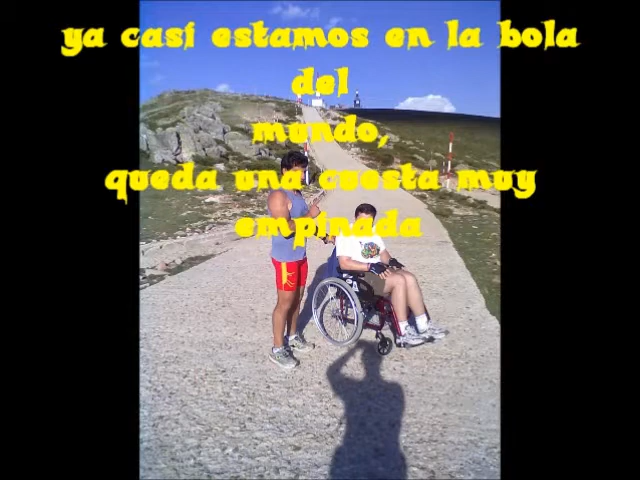 ya casi estamos en la bola
del
mundo,
queda una cuesta muy
empinada